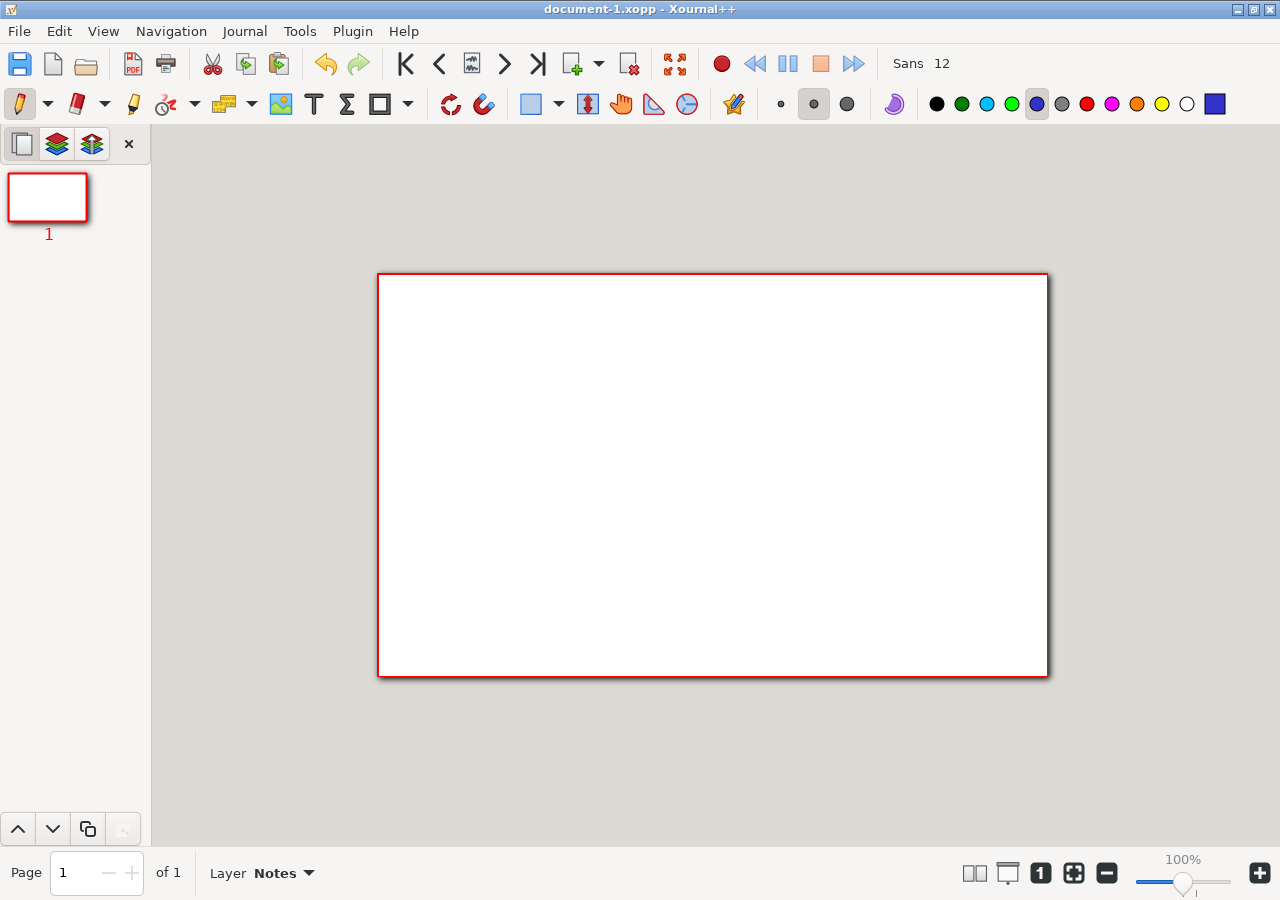 document-1.xopp - Xournal++
File Edit View Navigation Journal Tools Plugin Help
Sans 12
1
Page 1 of 1 Layer Notes 100%